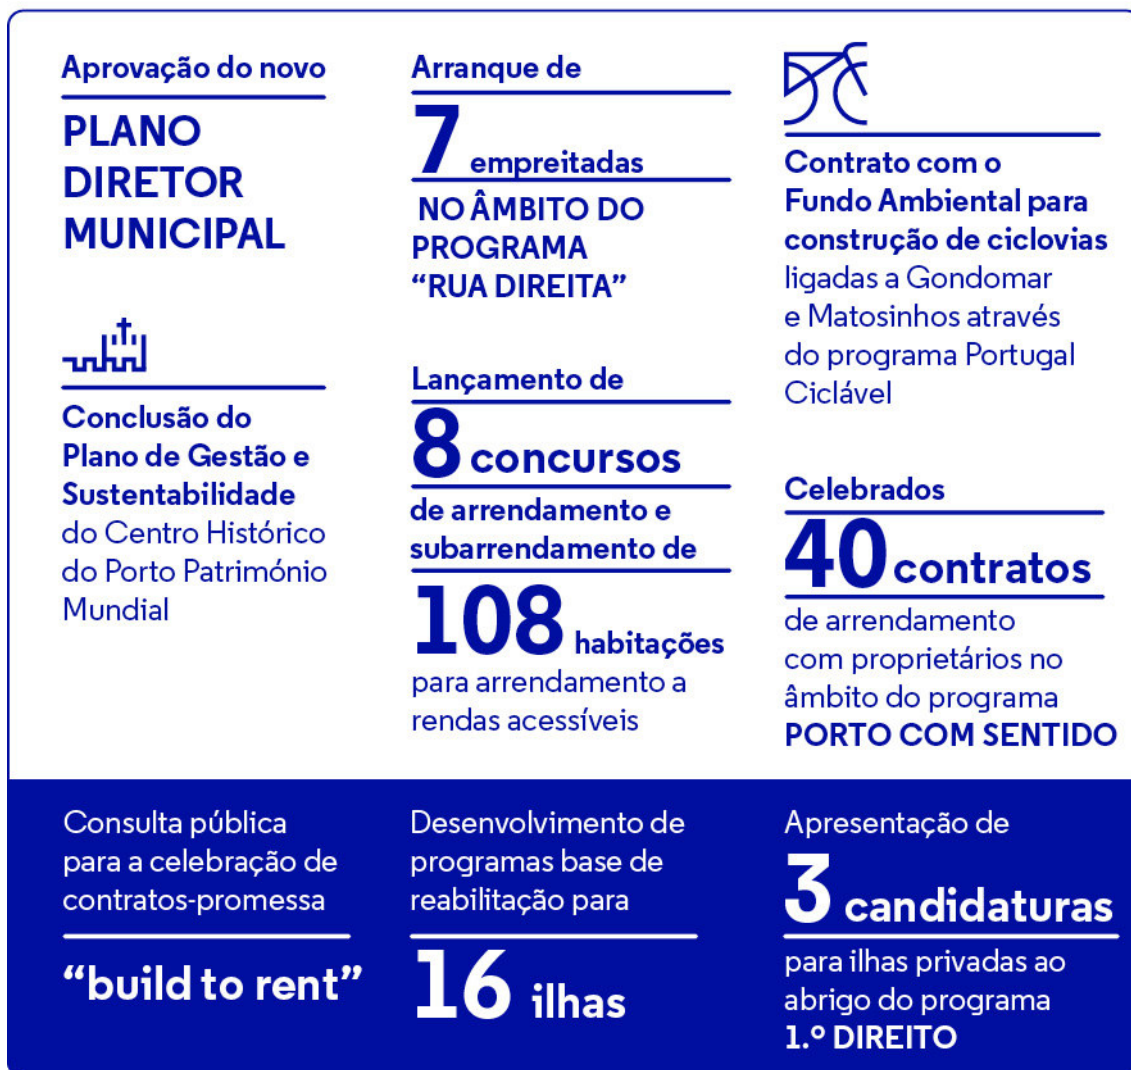 Aprovação do novo
PLANO
DIRETOR
MUNICIPAL
Conclusão do
Plano de Gestão e
Sustentabilidade
do Centro Histórico
do Porto Património
Mundial
Arranque de
7 empreitadas
NO ÂMBITO DO
PROGRAMA
“RUA DIREITA”
Lançamento de
8 concursos
de arrendamento e
subarrendamento de
108 habitações
para arrendamento a
rendas acessíveis
Contrato com o
Fundo Ambiental para
construção de ciclovias
ligadas a Gondomar
e Matosinhos através
do programa Portugal
Ciclável
Celebrados
40 contratos
de arrendamento
com proprietários no
âmbito do programa
PORTO COM SENTIDO
Consulta pública
para a celebração de
contratos-promessa
“build to rent”
Desenvolvimento de
programas base de
reabilitação para
16 ilhas
Apresentação de
3 candidaturas
para ilhas privadas ao
abrigo do programa
1.º DIREITO